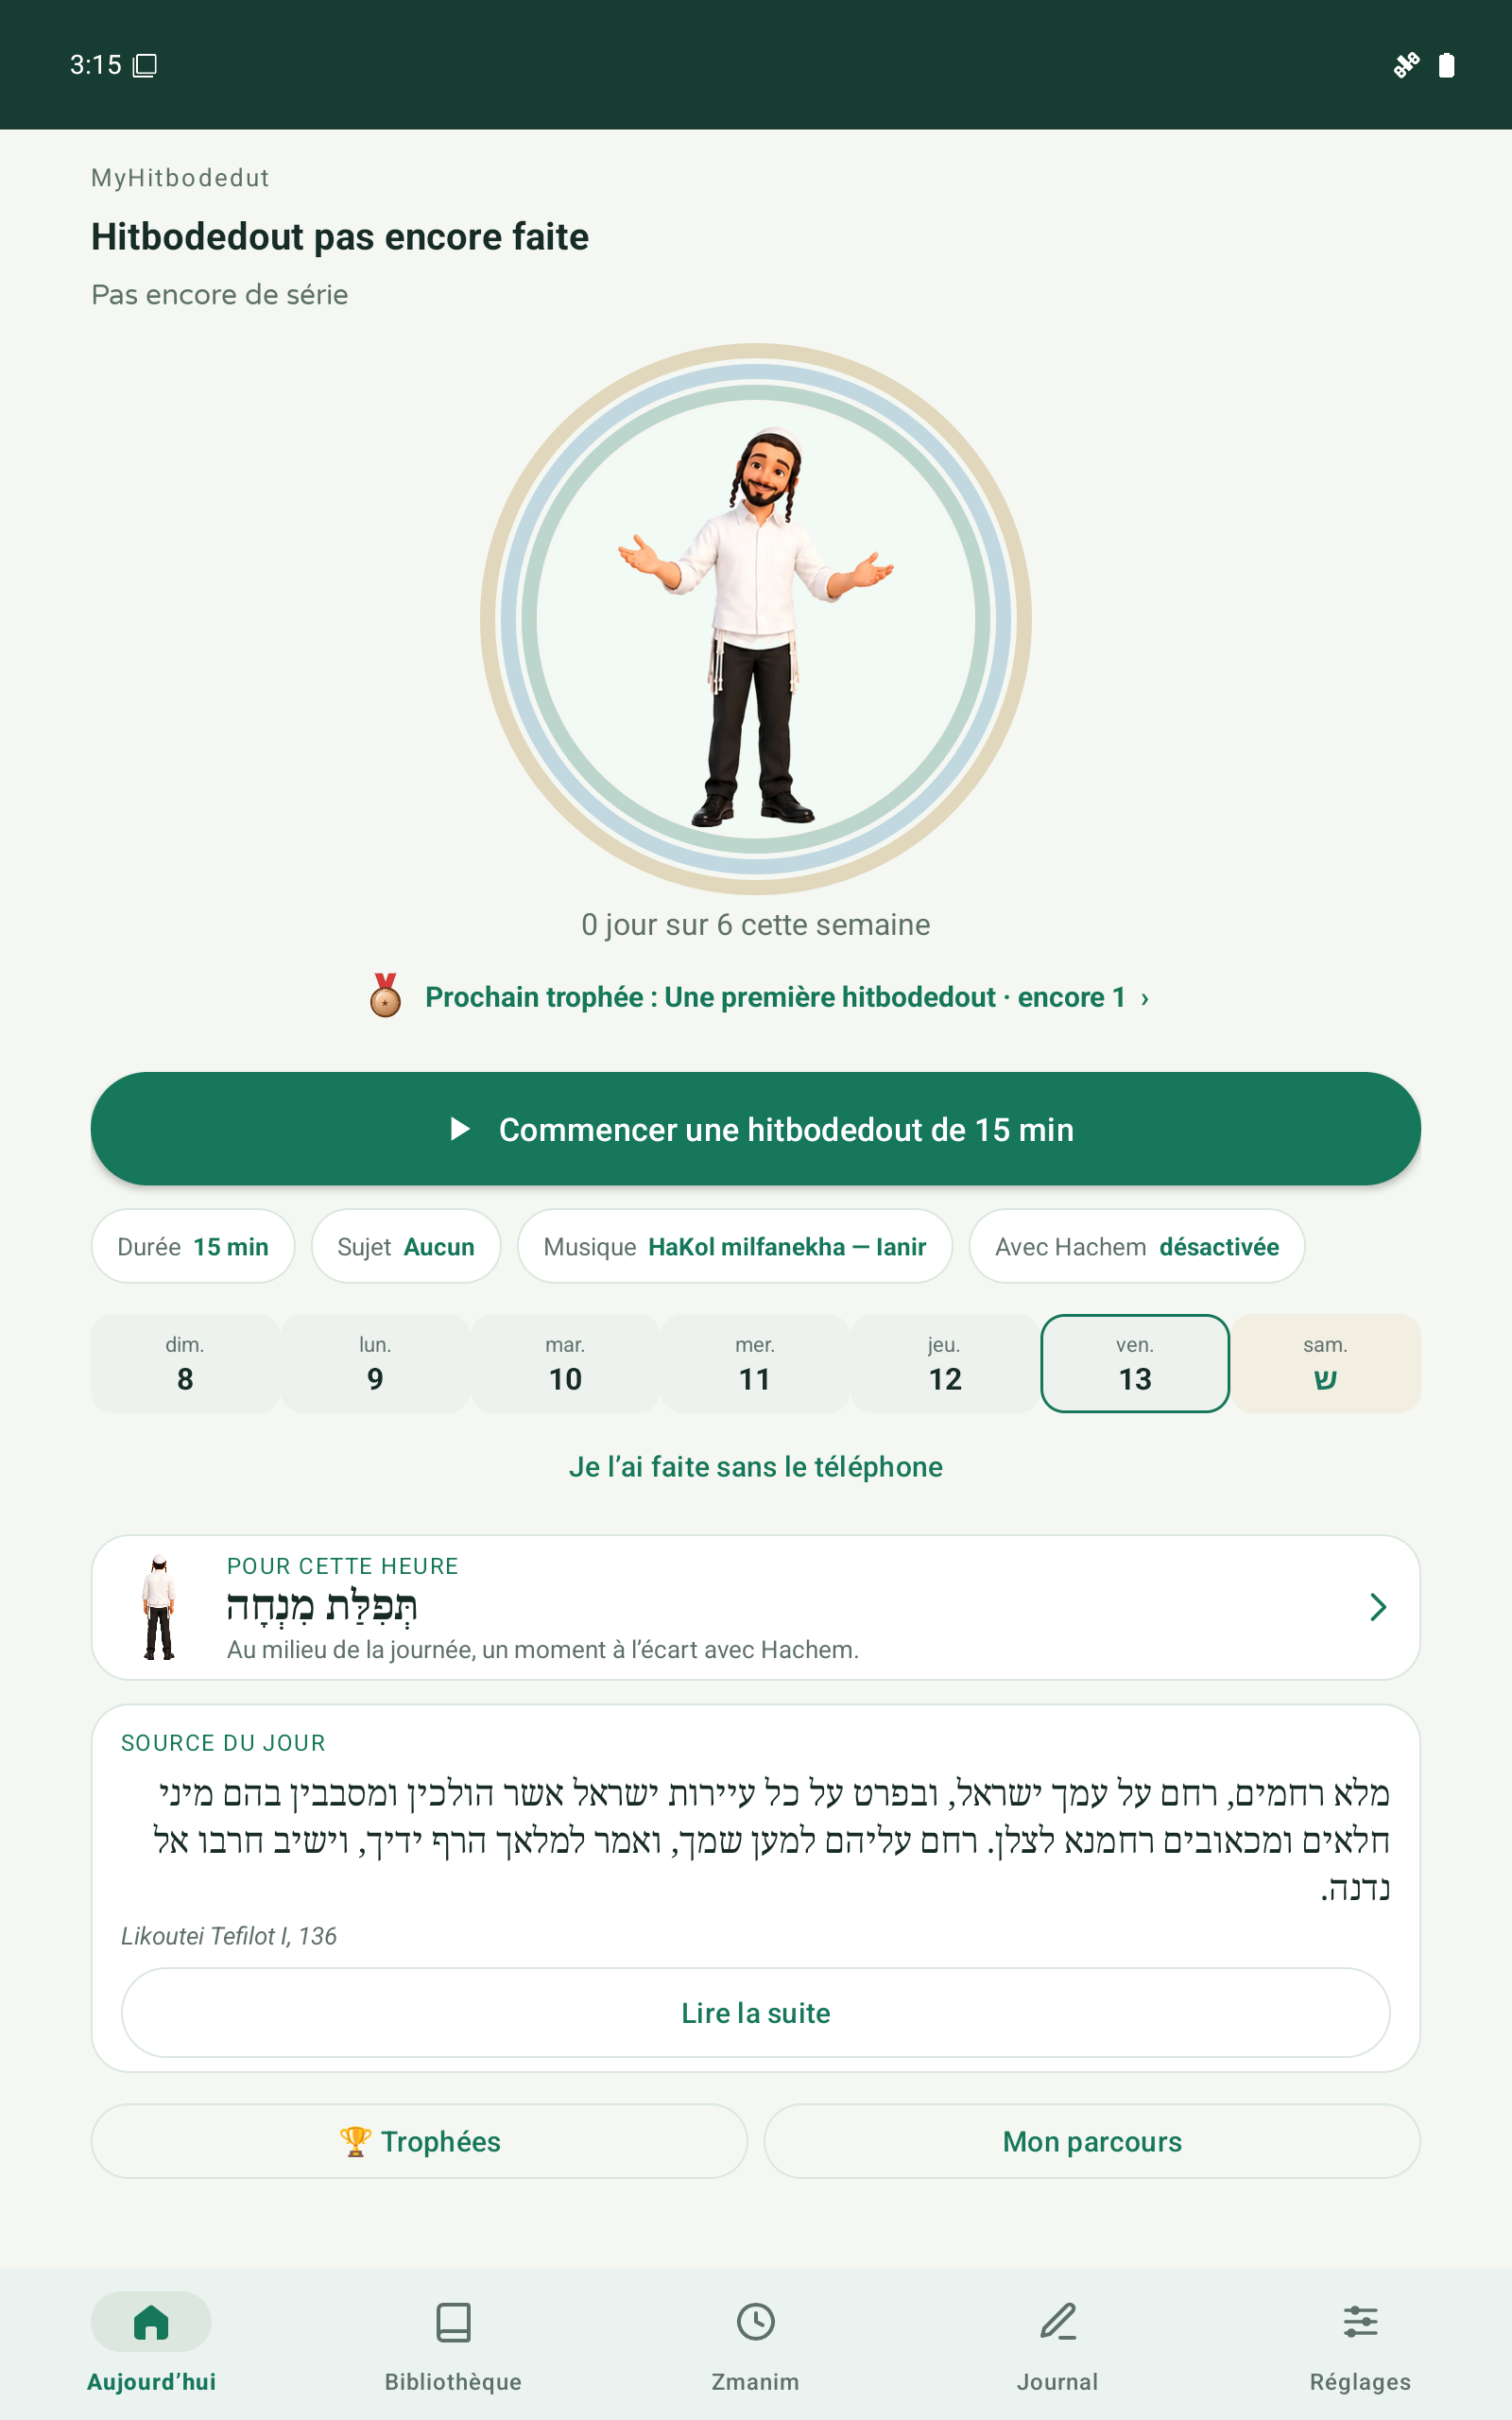 3:15
MyHitbodedut
Hitbodedout pas encore faite
Pas encore de série
0 jour sur 6 cette semaine
Prochain trophée : Une première hitbodedout · encore 1 ›
Commencer une hitbodedout de 15 min
Durée 15 min Sujet Aucun Musique HaKol milfanekha — Ianir Avec Hachem désactivée
dim. lun. mar. mer. jeu. ven. sam.
8 9 10 11 12 13 ש
Je l’ai faite sans le téléphone
POUR CETTE HEURE
תְּפִלַּת מִנְחָה
Au milieu de la journée, un moment à l’écart avec Hachem.
SOURCE DU JOUR
מלא רחמים, רחם על עמך ישראל, ובפרט על כל עיירות ישראל אשר הולכין ומסבבין בהם מיני
חלאים ומכאובים רחמנא לצלן. רחם עליהם למען שמך, ואמר למלאך הרף ידיך, וישיב חרבו אל
נדנה.
Likoutei Tefilot I, 136
Lire la suite
🏆 Trophées Mon parcours
Aujourd’hui Bibliothèque Zmanim Journal Réglages